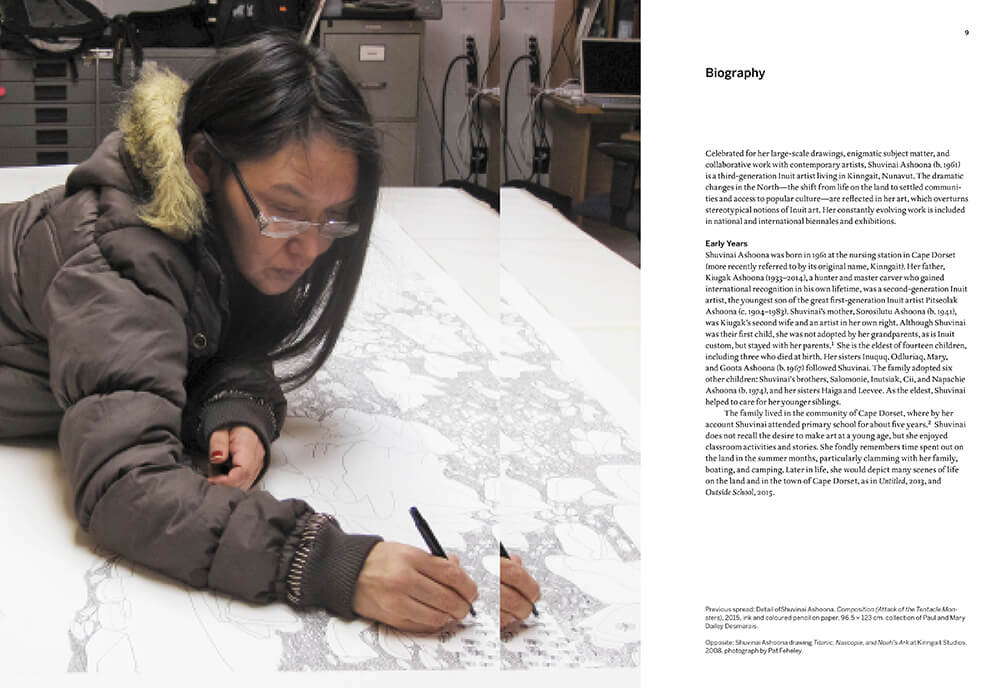 9
Biography
Celebrated for her large-scale drawings, enigmatic subject matter, and
collaborative work with contemporary artists, Shuvinai Ashoona (b. 1961)
is a third-generation Inuit artist living in Kinngait, Nunavut. The dramatic
changes in the North—the shift from life on the land to settled communi-
ties and access to popular culture—are reflected in her art, which overturns
stereotypical notions of Inuit art. Her constantly evolving work is included
in national and international biennales and exhibitions.
Early Years
Shuvinai Ashoona was born in 1961 at the nursing station in Cape Dorset
(more recently referred to by its original name, Kinngait). Her father,
Kiugak Ashoona (1933–2014), a hunter and master carver who gained
international recognition in his own lifetime, was a second-generation Inuit
artist, the youngest son of the great first-generation Inuit artist Pitseolak
Ashoona (c. 1904–1983). Shuvinai's mother, Sorosilutu Ashoona (b. 1941),
was Kiugak's second wife and an artist in her own right. Although Shuvinai
was their first child, she was not adopted by her grandparents, as is Inuit
custom, but stayed with her parents.¹ She is the eldest of fourteen children,
including three who died at birth. Her sisters Inuquq, Odluriaq, Mary,
and Goota Ashoona (b. 1967) followed Shuvinai. The family adopted six
other children: Shuvinai's brothers, Salomonie, Inutsiak, Cii, and Napachie
Ashoona (b. 1974), and her sisters Haiga and Leevee. As the eldest, Shuvinai
helped to care for her younger siblings.
The family lived in the community of Cape Dorset, where by her
account Shuvinai attended primary school for about five years.² Shuvinai
does not recall the desire to make art at a young age, but she enjoyed
classroom activities and stories. She fondly remembers time spent out on
the land in the summer months, particularly clamming with her family,
boating, and camping. Later in life, she would depict many scenes of life
on the land and in the town of Cape Dorset, as in Untitled, 2013, and
Outside School, 2015.
Previous spread: Detail of Shuvinai Ashoona, Composition (Attack of the Tentacle Mon-
sters), 2015, ink and coloured pencil on paper, 96.5 × 123 cm, collection of Paul and Mary
Dailey Desmarais.
Opposite: Shuvinai Ashoona drawing Titanic, Nascopie, and Noah's Ark at Kinngait Studios,
2008, photograph by Pat Feheley.